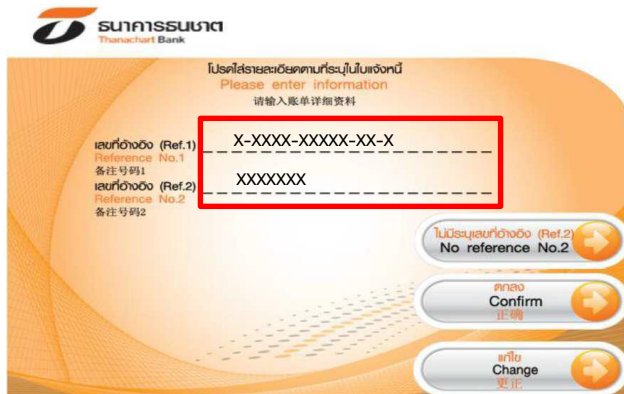 ธนาคารธนชาต
Thanachart Bank
โปรดใส่รายละเอียดตามที่ระบุในใบแจ้งหนี้
Please enter information
请输入账单详细资料
เลขที่อ้างอิง (Ref.1) X-XXXX-XXXXX-XX-X
Reference No.1
备注号码1
เลขที่อ้างอิง (Ref.2) XXXXXXX
Reference No.2
备注号码2
ไม่มีระบุเลขที่อ้างอิง (Ref.2)
No reference No.2
ตกลง
Confirm
正确
แก้ไข
Change
更正